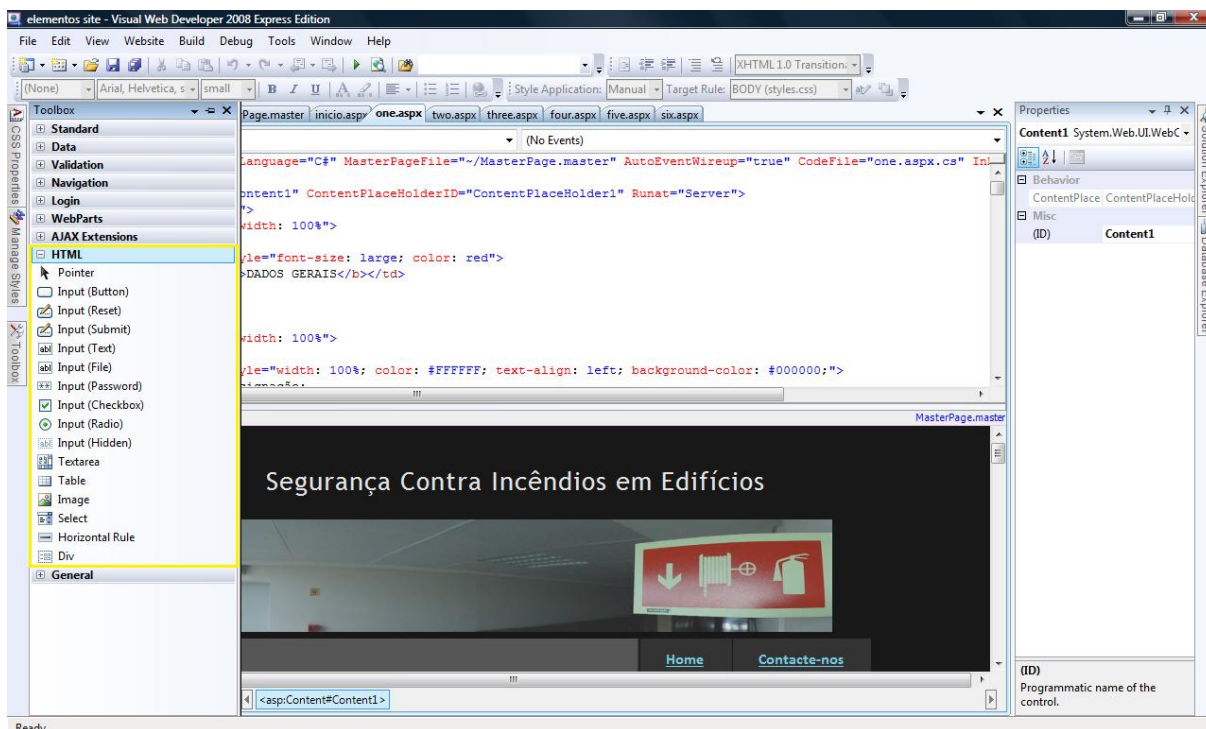 elementos site - Visual Web Developer 2008 Express Edition
File Edit View Website Build Debug Tools Window Help
XHTML 1.0 Transition
(None) Arial, Helvetica, s small B I U A Style Application: Manual Target Rule: BODY (styles.css)
CSS Properties
Manage Styles
Toolbox
Toolbox
Standard
Data
Validation
Navigation
Login
WebParts
AJAX Extensions
HTML
Pointer
Input (Button)
Input (Reset)
Input (Submit)
Input (Text)
Input (File)
Input (Password)
Input (Checkbox)
Input (Radio)
Input (Hidden)
Textarea
Table
Image
Select
Horizontal Rule
Div
General
Page.master inicio.aspx one.aspx two.aspx three.aspx four.aspx five.aspx six.aspx
(No Events)
Language="C#" MasterPageFile="~/MasterPage.master" AutoEventWireup="true" CodeFile="one.aspx.cs" In
ontent1" ContentPlaceHolderID="ContentPlaceHolder1" Runat="Server">
">
width: 100%">
yle="font-size: large; color: red">
>DADOS GERAIS</b></td>
width: 100%">
yle="width: 100%; color: #FFFFFF; text-align: left; background-color: #000000;">
MasterPage.master
Segurança Contra Incêndios em Edifícios
Home Contacte-nos
<asp:Content#Content1>
Properties
Content1 System.Web.UI.WebC
Behavior
ContentPlace ContentPlaceHold
Misc
(ID) Content1
(ID)
Programmatic name of the
control.
Solution Explorer
Database Explorer
Ready